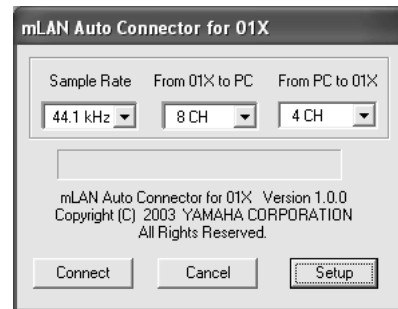 mLAN Auto Connector for 01X
Sample Rate From 01X to PC From PC to 01X
44.1 kHz 8 CH 4 CH
mLAN Auto Connector for 01X Version 1.0.0
Copyright (C) 2003 YAMAHA CORPORATION
All Rights Reserved.
Connect Cancel Setup